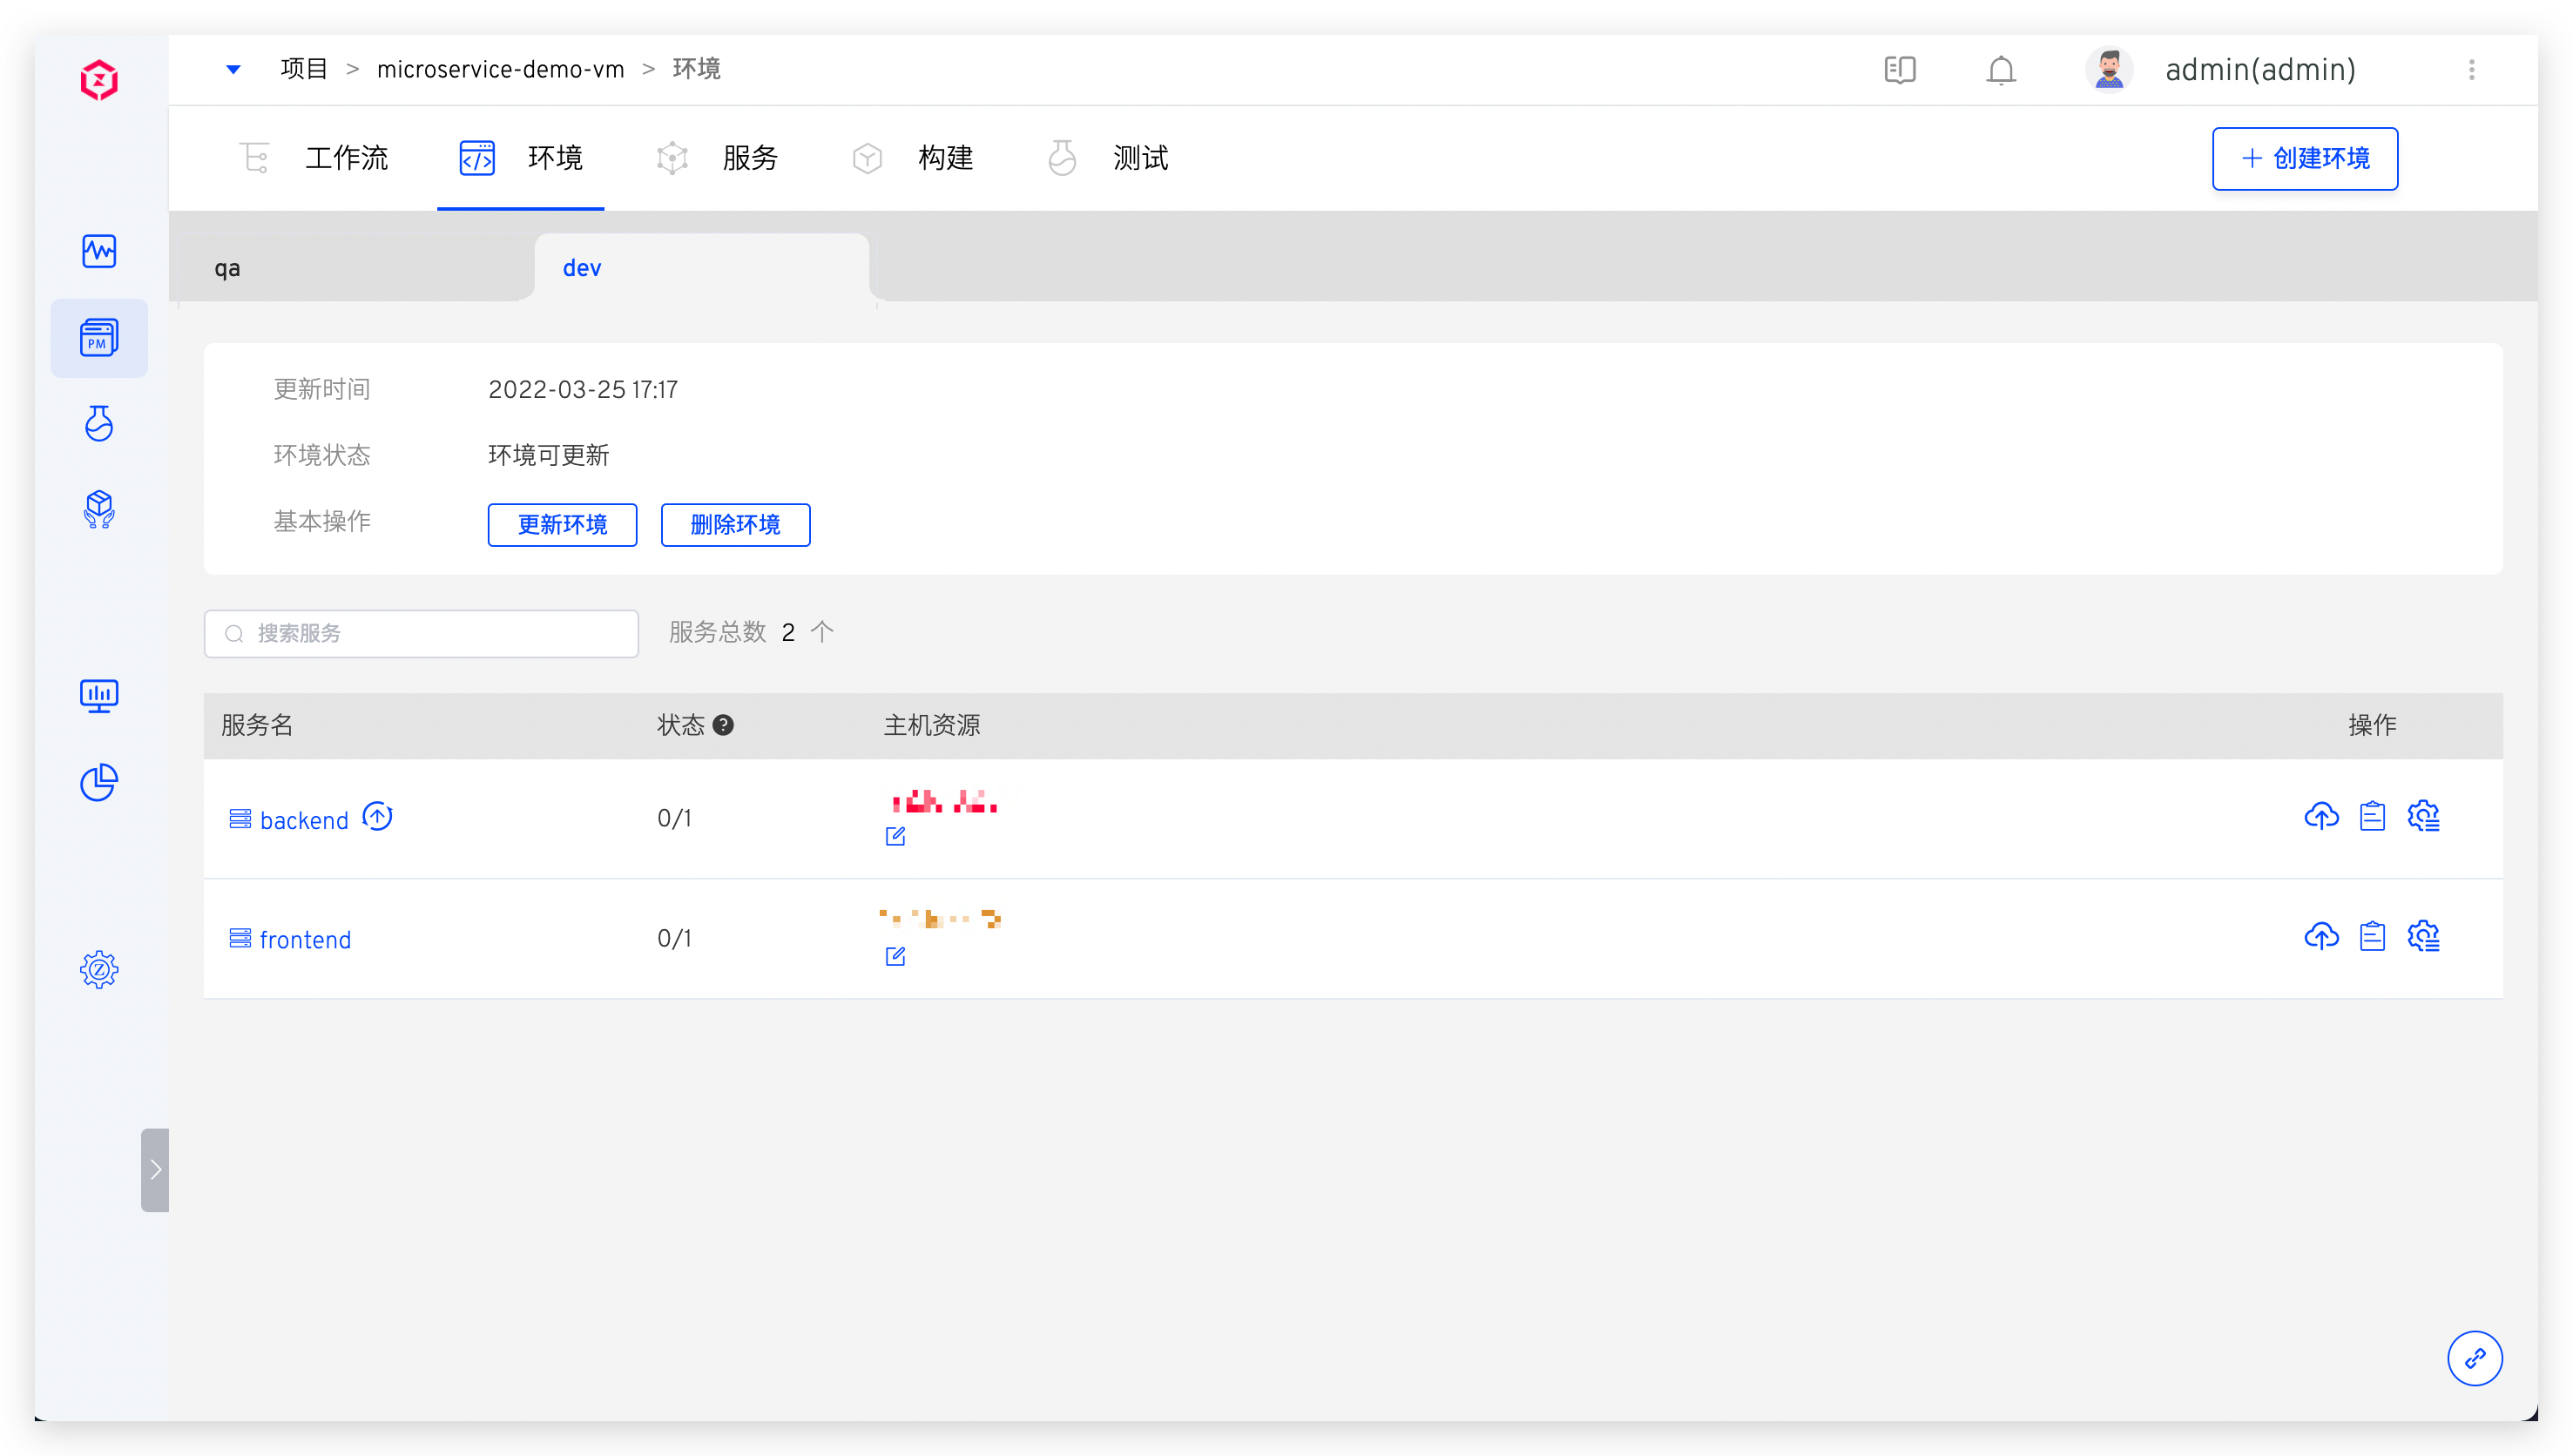 项目 > microservice-demo-vm > 环境
admin(admin)
工作流 环境 服务 构建 测试
+ 创建环境
qa dev
PM
更新时间 2022-03-25 17:17
环境状态 环境可更新
基本操作 更新环境 删除环境
搜索服务 服务总数 2 个
服务名 状态 主机资源 操作
backend 0/1
frontend 0/1